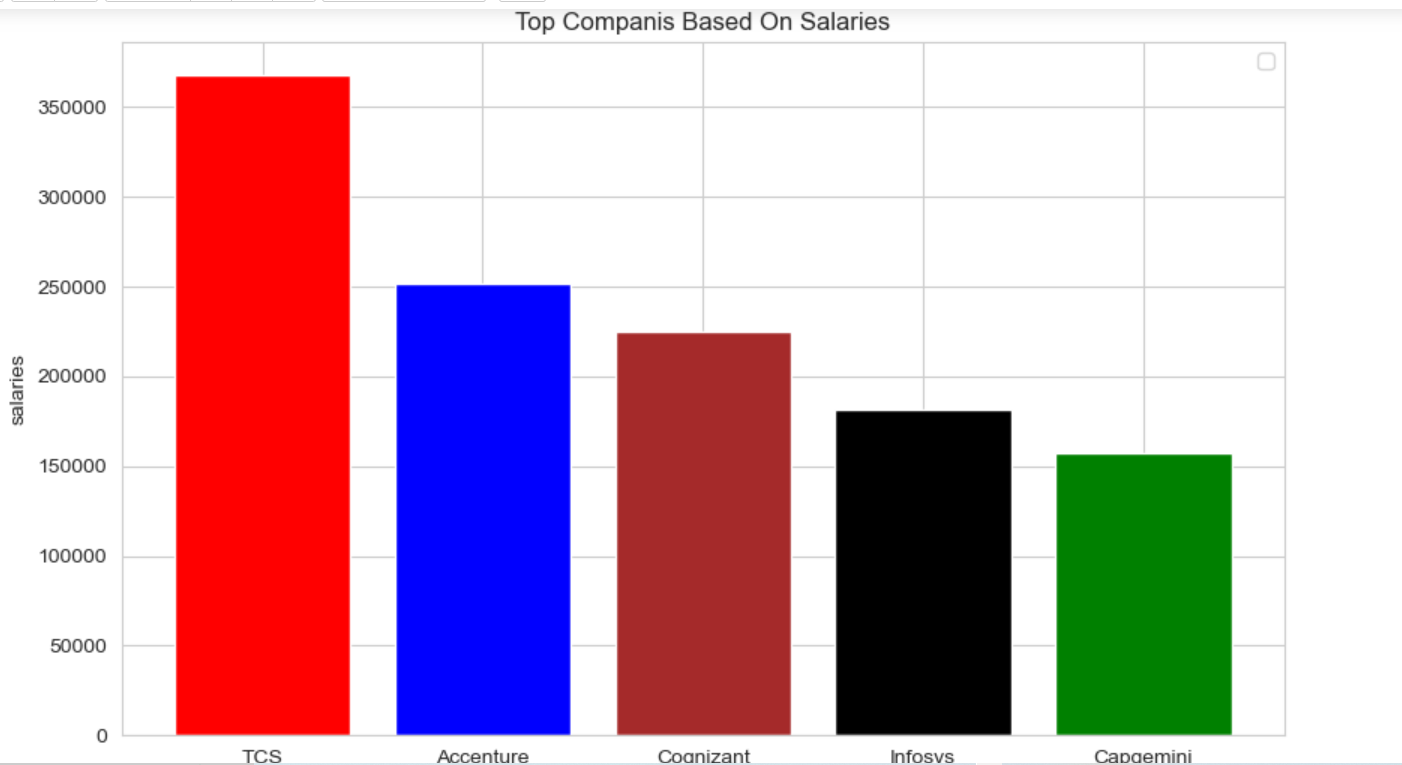 Top Companis Based On Salaries
350000
300000
250000
200000
150000
100000
50000
0
salaries
TCS Accenture Cognizant Infosys Capgemini